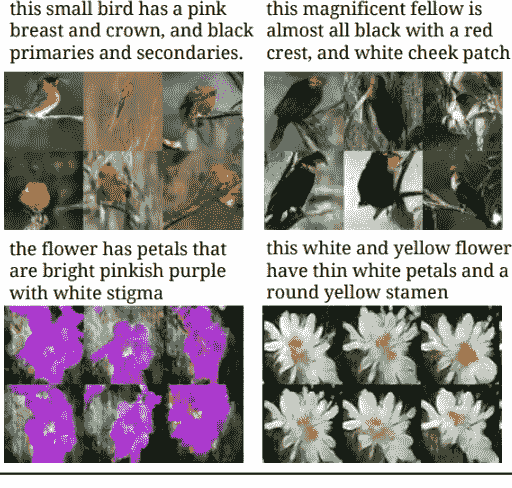 this small bird has a pink
breast and crown, and black
primaries and secondaries.
this magnificent fellow is
almost all black with a red
crest, and white cheek patch
the flower has petals that
are bright pinkish purple
with white stigma
this white and yellow flower
have thin white petals and a
round yellow stamen